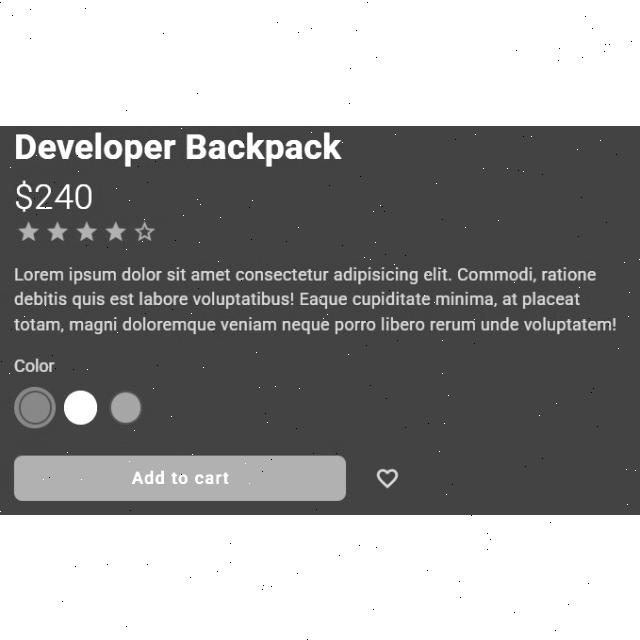 Developer Backpack
$240
Lorem ipsum dolor sit amet consectetur adipisicing elit. Commodi, ratione
debitis quis est labore voluptatibus! Eaque cupiditate minima, at placeat
totam, magni doloremque veniam neque porro libero rerum unde voluptatem!
Color
Add to cart